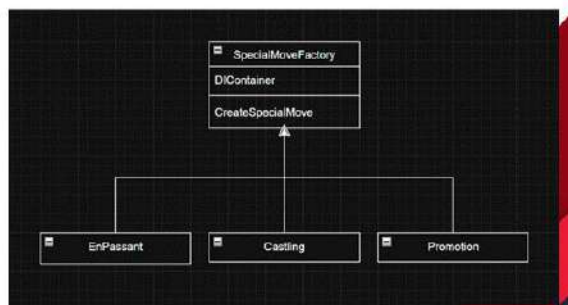 SpecialMoveFactory
DIContainer
CreateSpecialMove
EnPassant
Castling
Promotion